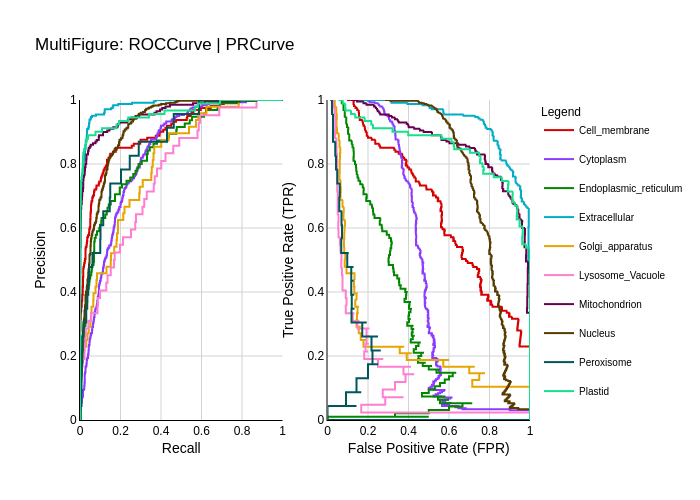 MultiFigure: ROCCurve | PRCurve
Precision
1
0.8
0.6
0.4
0.2
0
0 0.2 0.4 0.6 0.8 1
Recall
True Positive Rate (TPR)
1
0.8
0.6
0.4
0.2
0
0 0.2 0.4 0.6 0.8 1
False Positive Rate (FPR)
Legend
Cell_membrane
Cytoplasm
Endoplasmic_reticulum
Extracellular
Golgi_apparatus
Lysosome_Vacuole
Mitochondrion
Nucleus
Peroxisome
Plastid